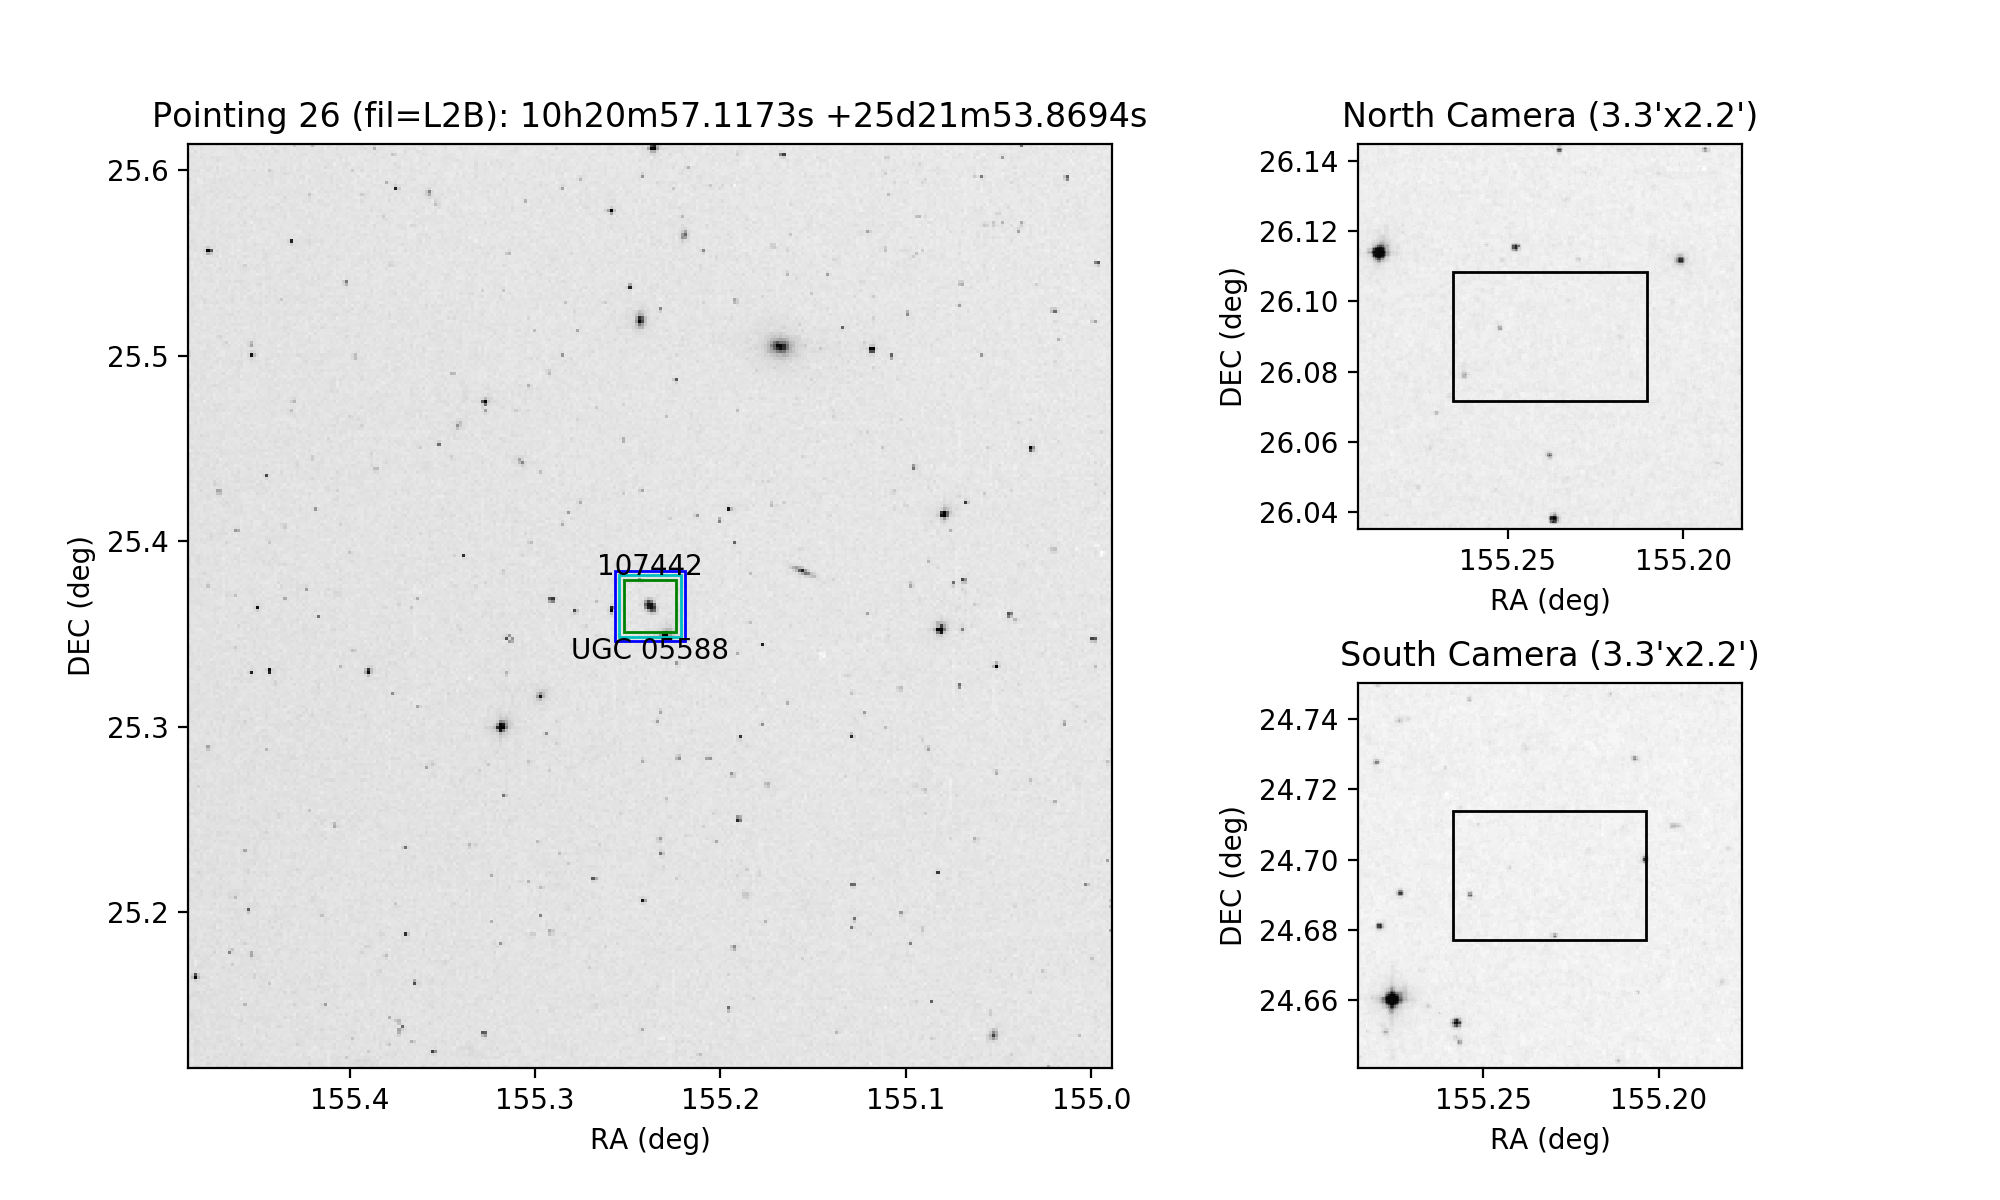 Pointing 26 (fil=L2B): 10h20m57.1173s +25d21m53.8694s
25.6
25.5
25.4
25.3
25.2
DEC (deg)
107442
UGC 05588
155.4 155.3 155.2 155.1 155.0
RA (deg)
North Camera (3.3'x2.2')
26.14
26.12
26.10
26.08
26.06
26.04
DEC (deg)
155.25 155.20
RA (deg)
South Camera (3.3'x2.2')
24.74
24.72
24.70
24.68
24.66
DEC (deg)
155.25 155.20
RA (deg)